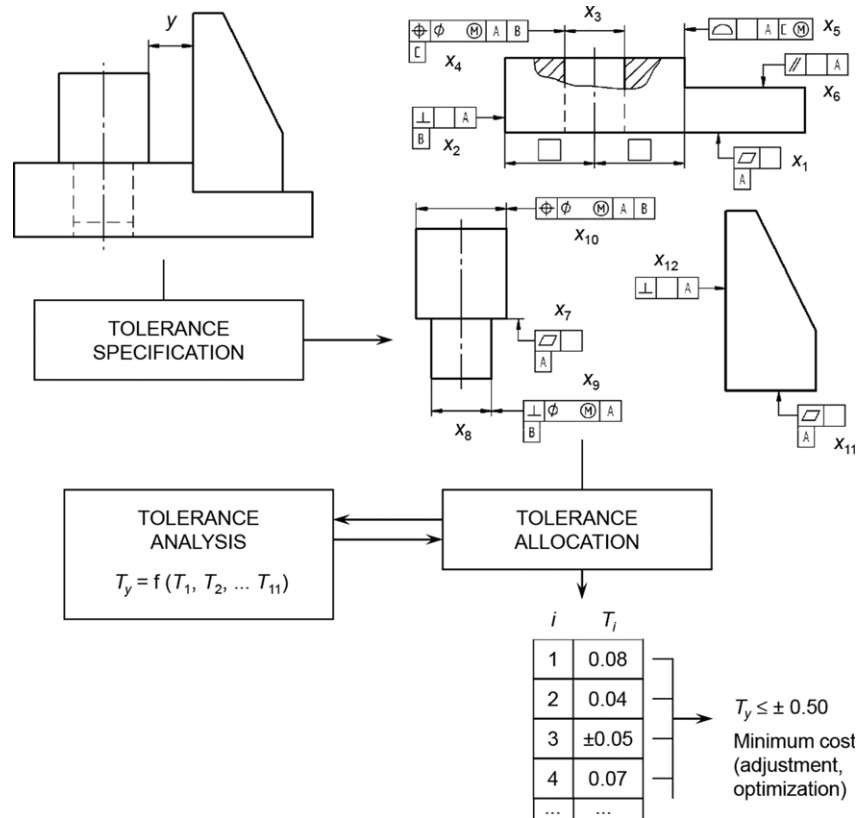 y
x3
⌖ ⌀ Ⓜ A B
C
x4
⌓ A C Ⓜ
x5
// A
x6
⊥ A
B
x2
⏥
A
x1
⌖ ⌀ Ⓜ A B
x10
x12
⊥ A
TOLERANCE
SPECIFICATION
x7
⏥
A
x9
x8
⊥ ⌀ Ⓜ A
B
⏥
A
x11
TOLERANCE
ANALYSIS
Ty = f (T1, T2, ... T11)
TOLERANCE
ALLOCATION
i Ti
1 0.08
2 0.04
3 ±0.05
4 0.07
... ...
Ty ≤ ± 0.50
Minimum cost
(adjustment,
optimization)